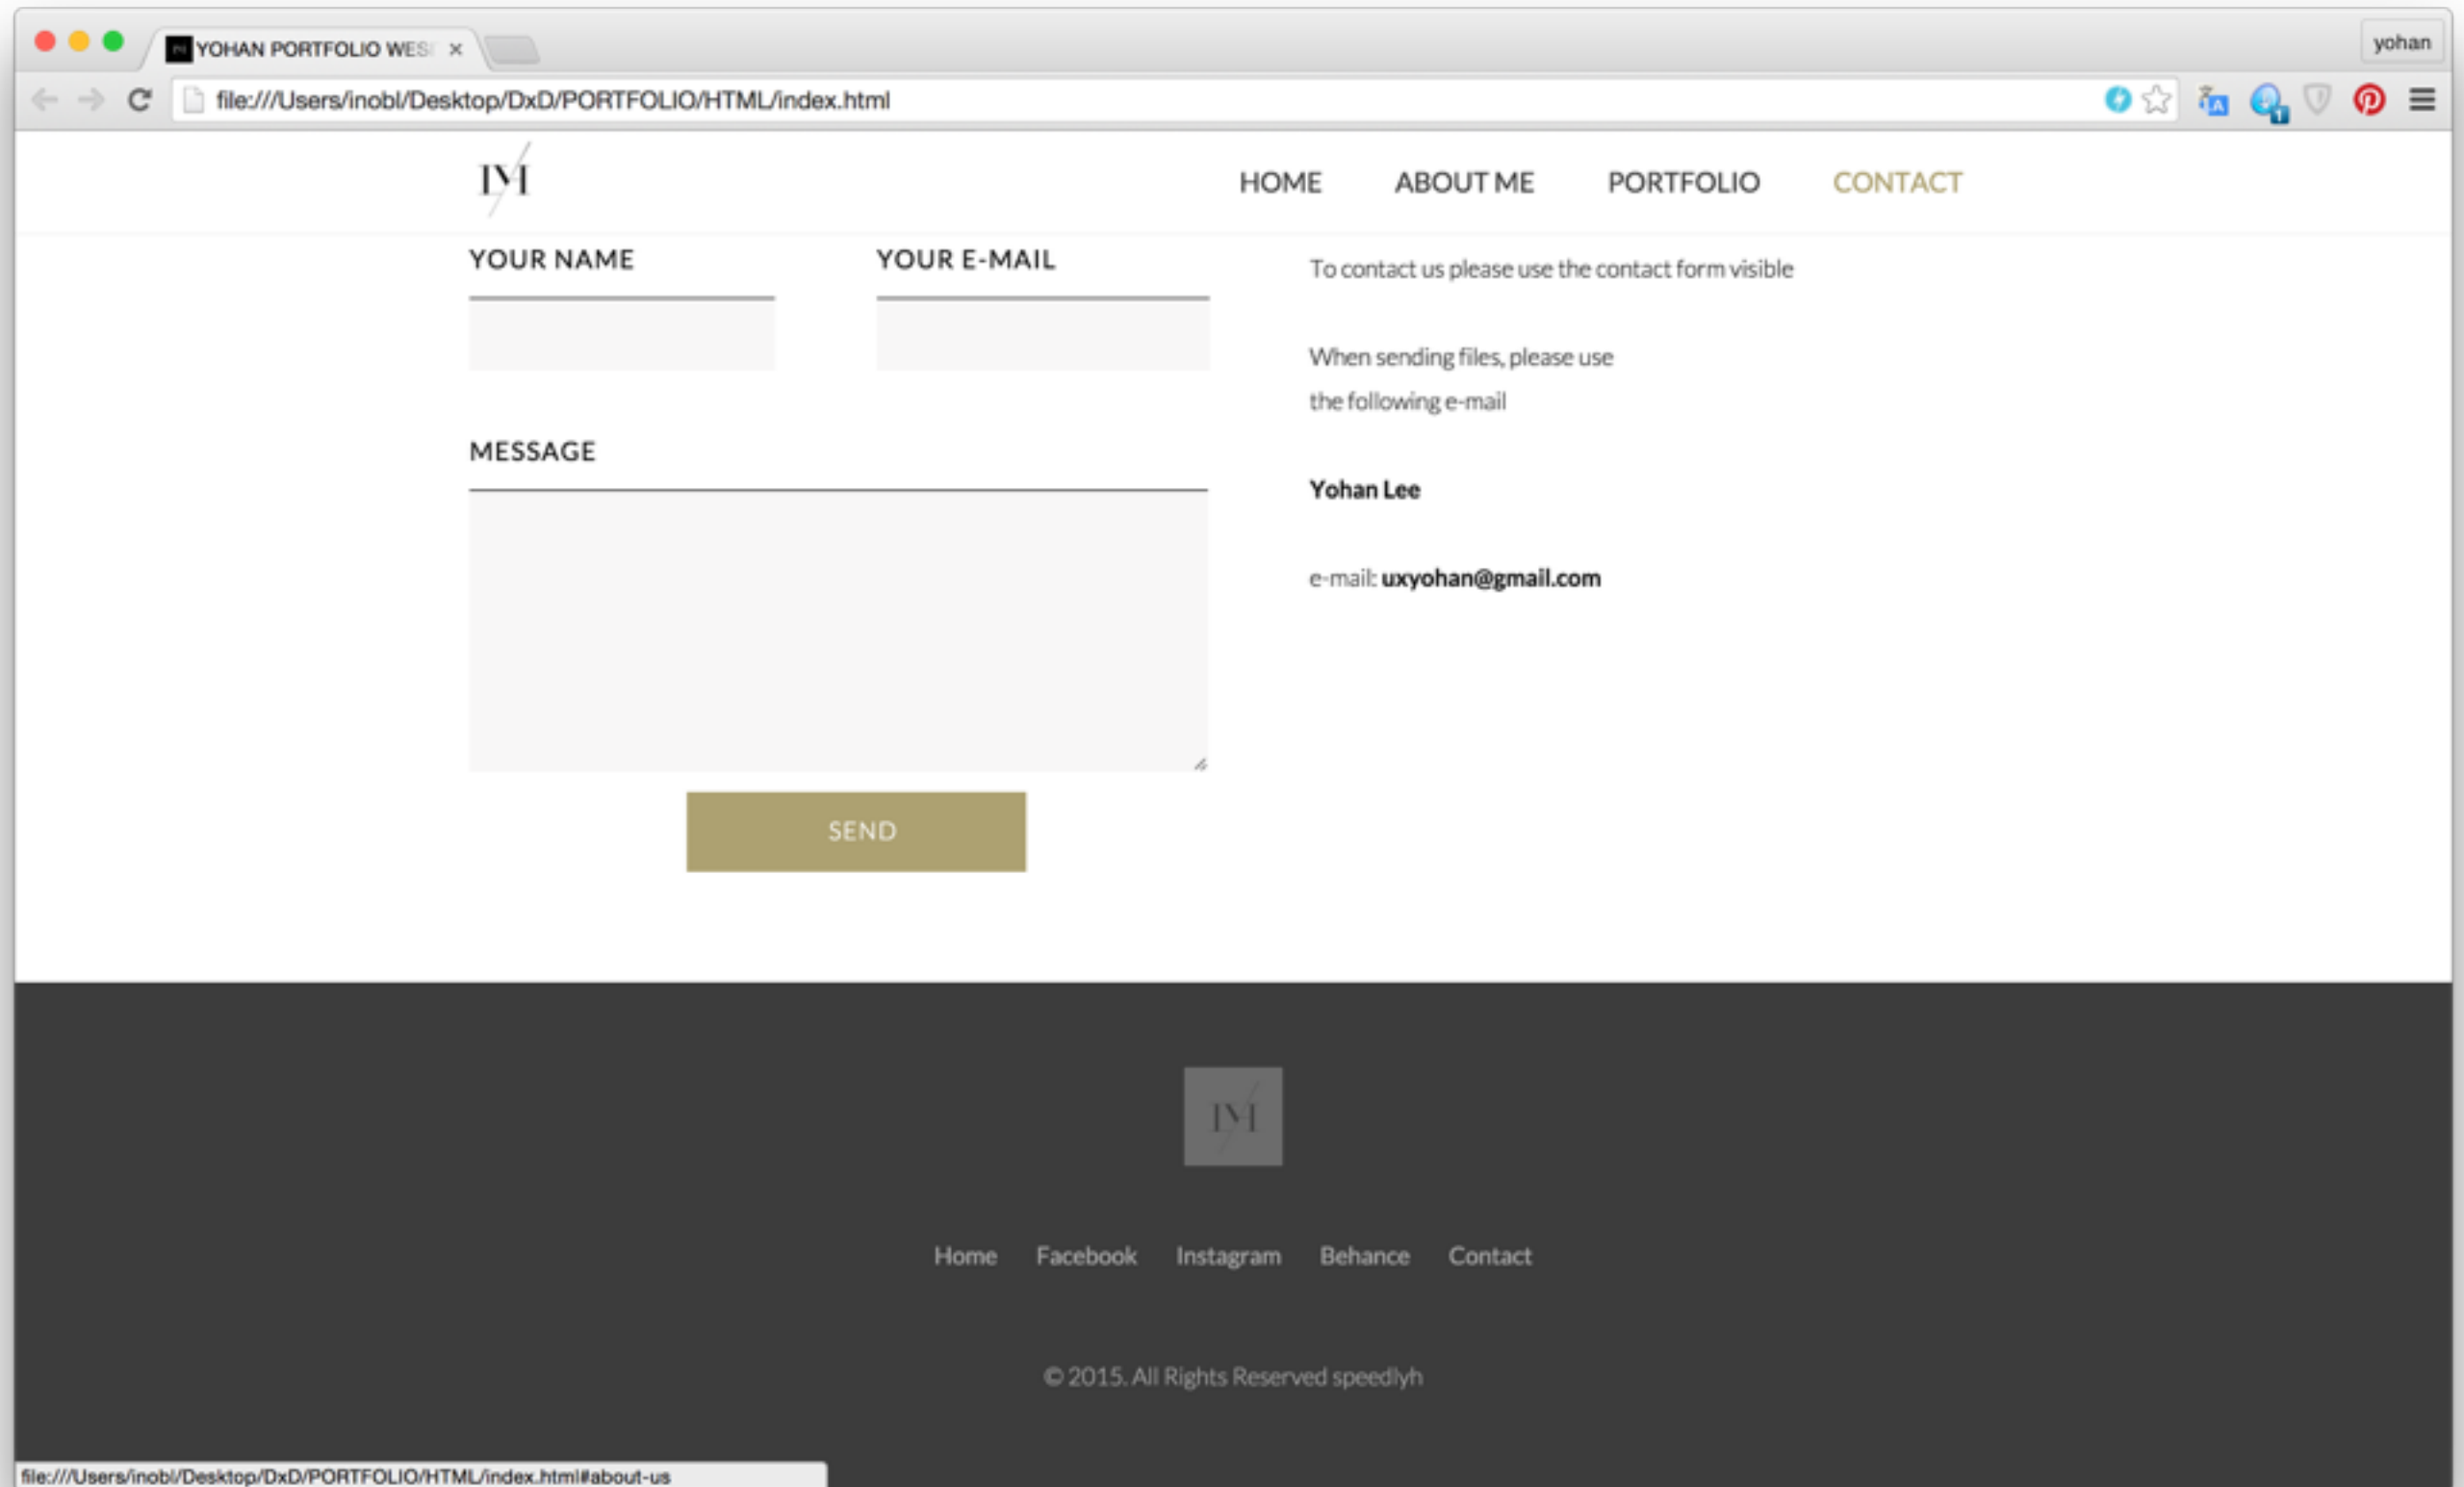 YOHAN PORTFOLIO WES
yohan
file:///Users/inobl/Desktop/DxD/PORTFOLIO/HTML/index.html
1
HOME ABOUT ME PORTFOLIO CONTACT
YOUR NAME
YOUR E-MAIL
MESSAGE
SEND
To contact us please use the contact form visible
When sending files, please use
the following e-mail
Yohan Lee
e-mail: uxyohan@gmail.com
Home Facebook Instagram Behance Contact
© 2015. All Rights Reserved speedlyh
file:///Users/inobl/Desktop/DxD/PORTFOLIO/HTML/index.html#about-us